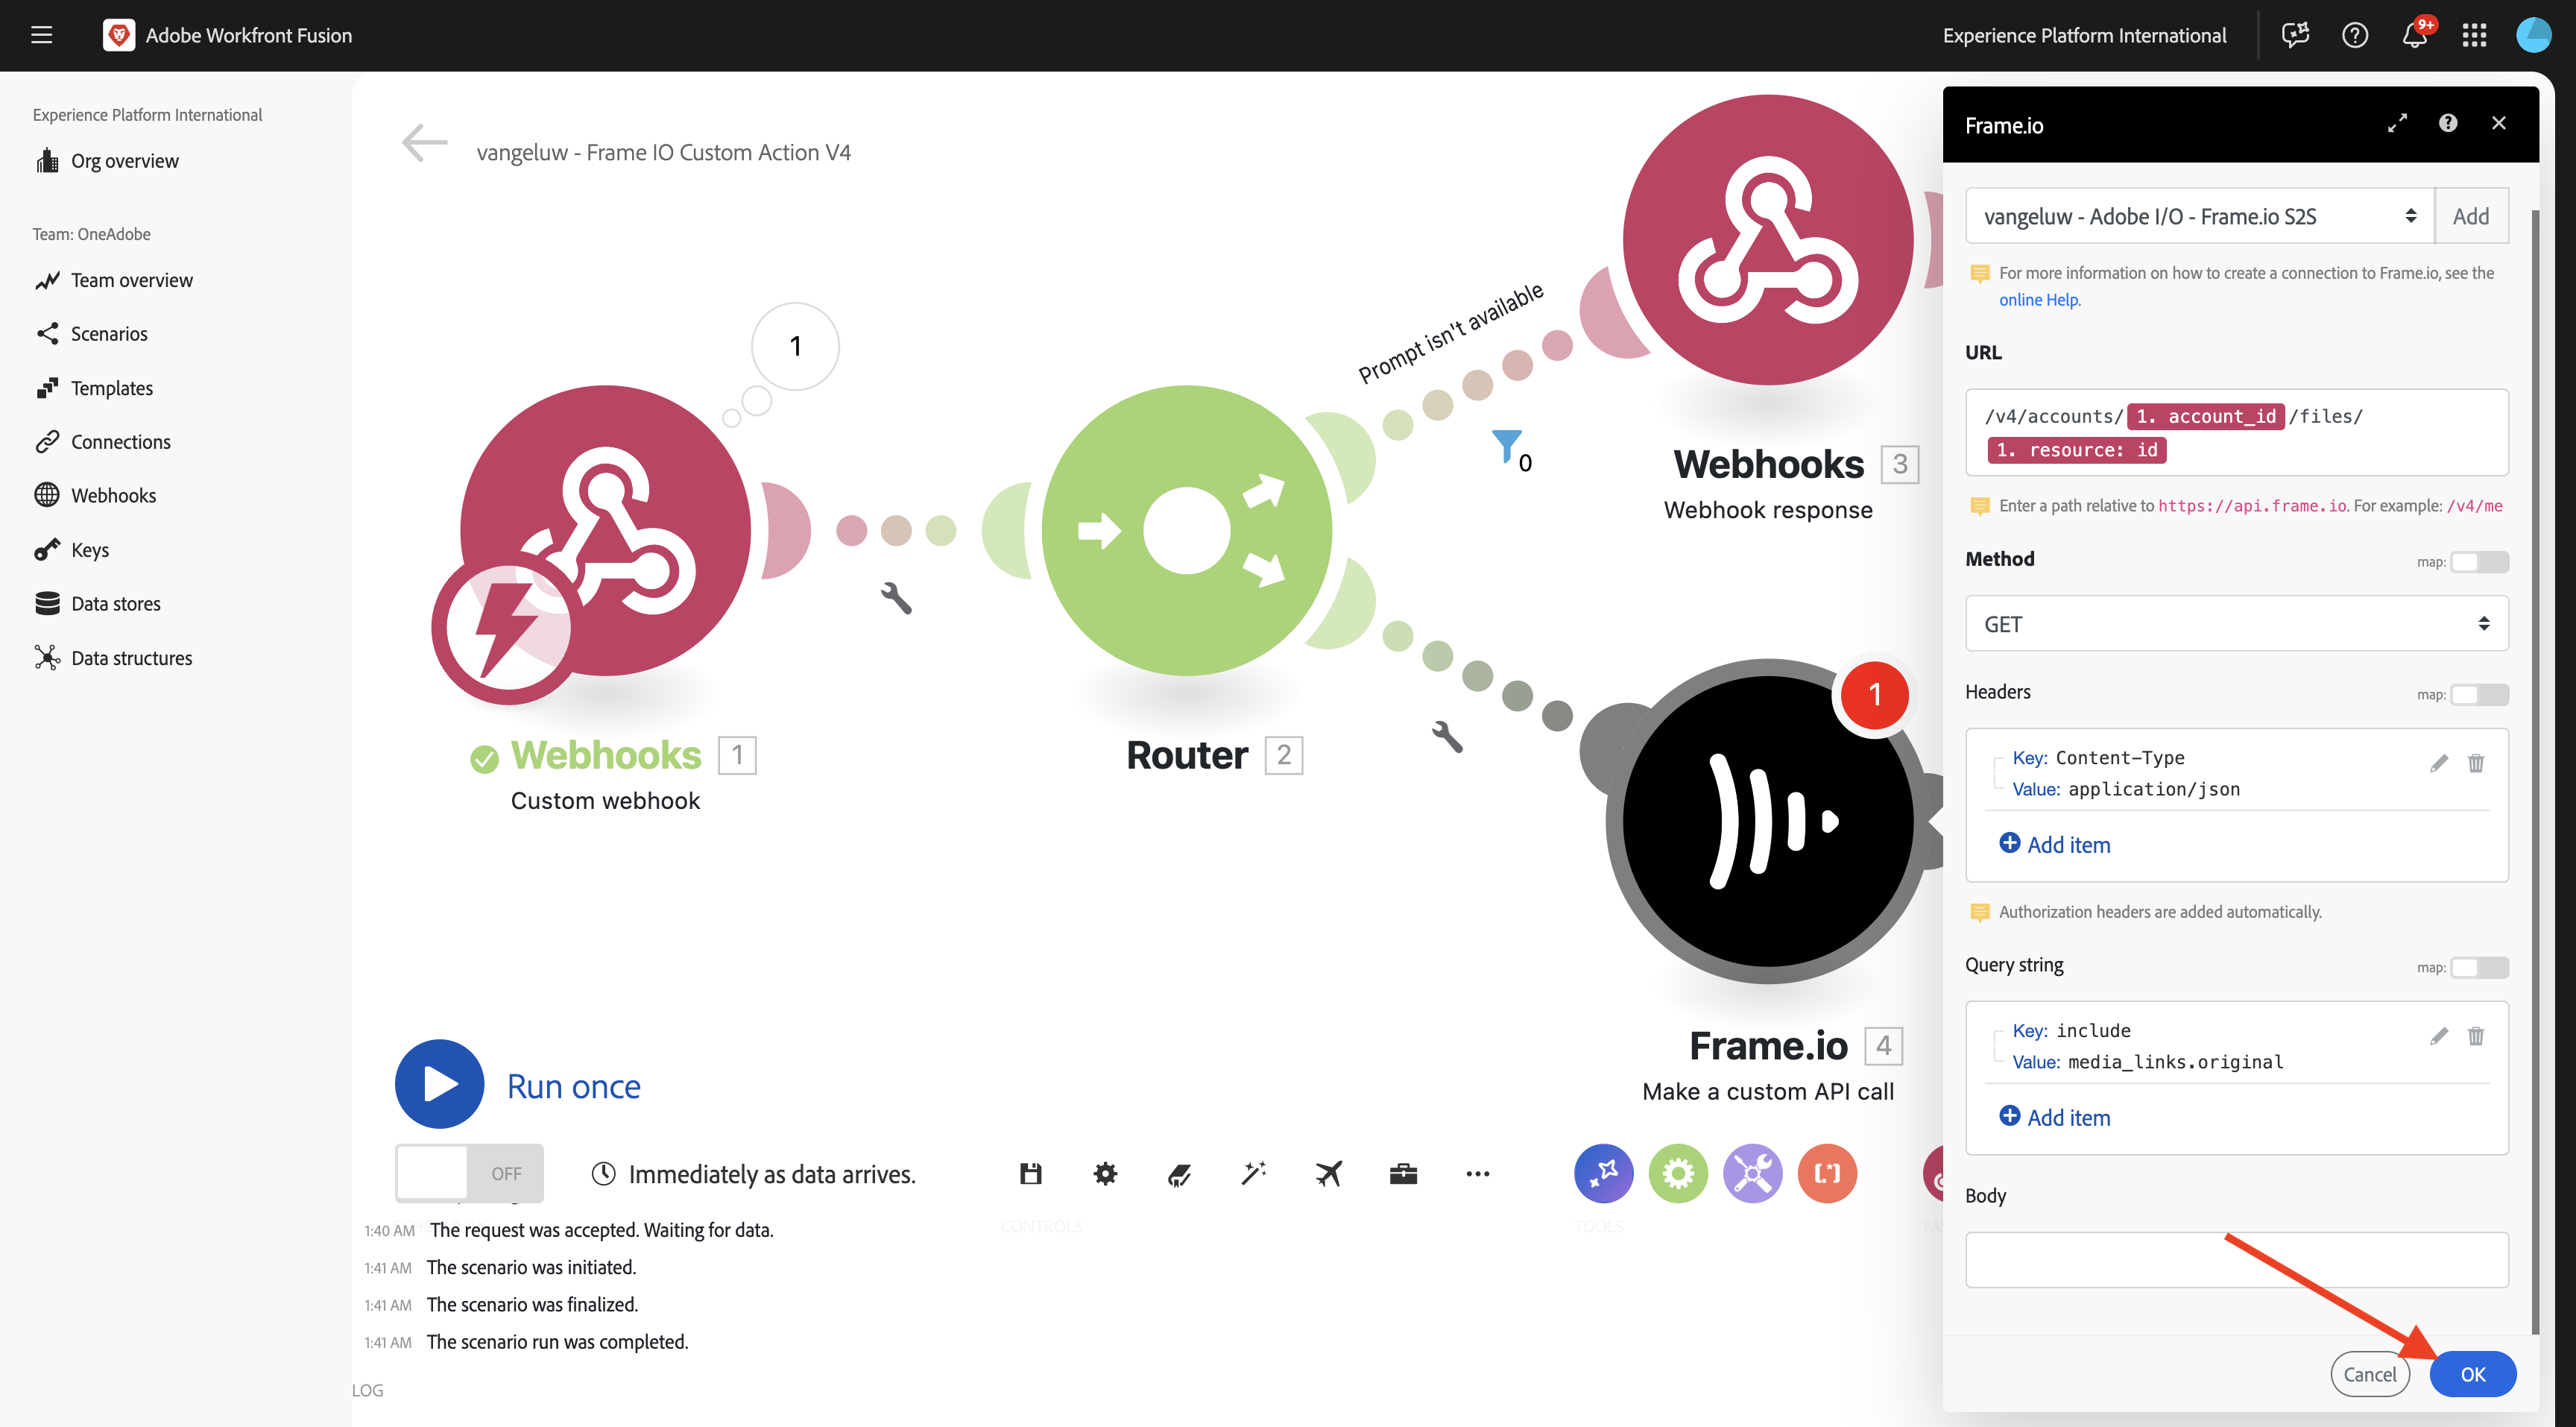 Adobe Workfront Fusion
Experience Platform International
9+
Experience Platform International
Org overview
Team: OneAdobe
Team overview
Scenarios
Templates
Connections
Webhooks
Keys
Data stores
Data structures
vangeluw - Frame IO Custom Action V4
1
Webhooks 1
Custom webhook
Router 2
Prompt isn't available
0
Webhooks 3
Webhook response
1
Frame.io 4
Make a custom API call
Run once
OFF
Immediately as data arrives.
CONTROLS
TOOLS
1:40 AM The request was accepted. Waiting for data.
1:41 AM The scenario was initiated.
1:41 AM The scenario was finalized.
1:41 AM The scenario run was completed.
LOG
Frame.io
vangeluw - Adobe I/O - Frame.io S2S
Add
For more information on how to create a connection to Frame.io, see the
online Help.
URL
/v4/accounts/ 1. account_id /files/
1. resource: id
Enter a path relative to https://api.frame.io. For example: /v4/me
Method
map:
GET
Headers
map:
Key: Content-Type
Value: application/json
Add item
Authorization headers are added automatically.
Query string
map:
Key: include
Value: media_links.original
Add item
Body
Cancel
OK